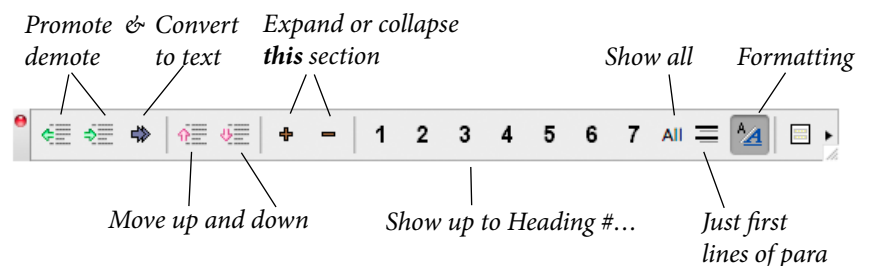 Promote & Convert
demote to text
Expand or collapse
this section
Show all
Formatting
1 2 3 4 5 6 7 All
A A
Move up and down
Show up to Heading #…
Just first
lines of para